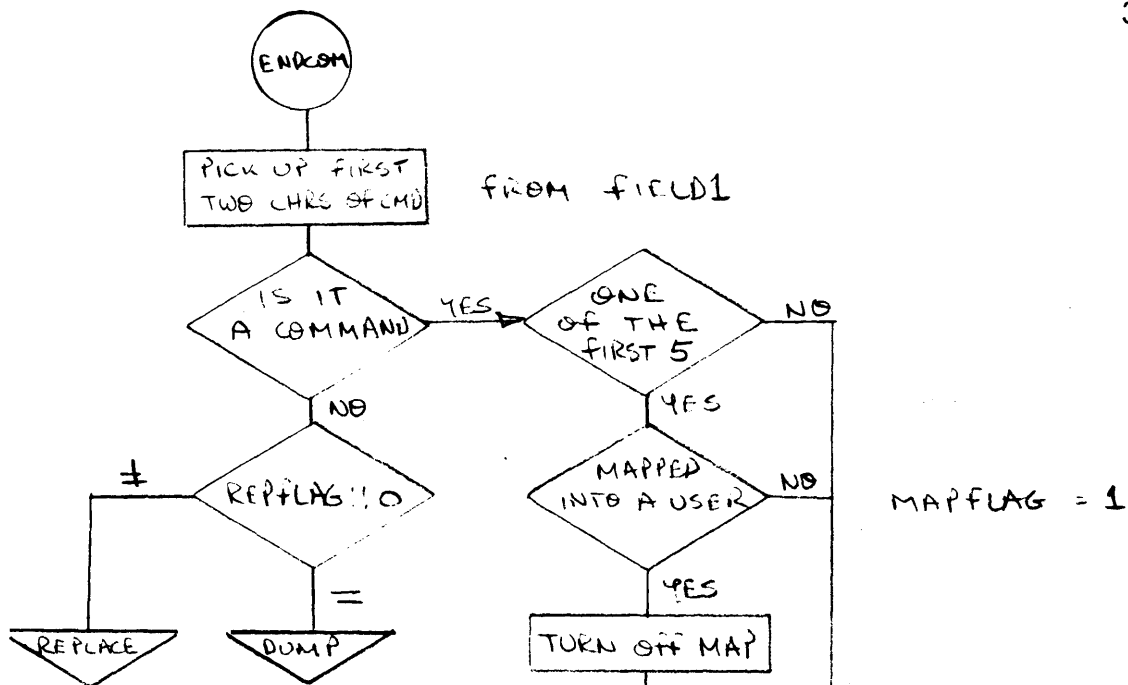 3
ENDCOM
PICK UP FIRST
TWO CHRS OF CMD
FROM FIELD1
IS IT
A COMMAND
YES
ONE
OF THE
FIRST 5
NO
NO
YES
≠
REPFLAG!!0
MAPPED
INTO A USER
NO
MAPFLAG = 1
=
YES
REPLACE
DUMP
TURN OFF MAP